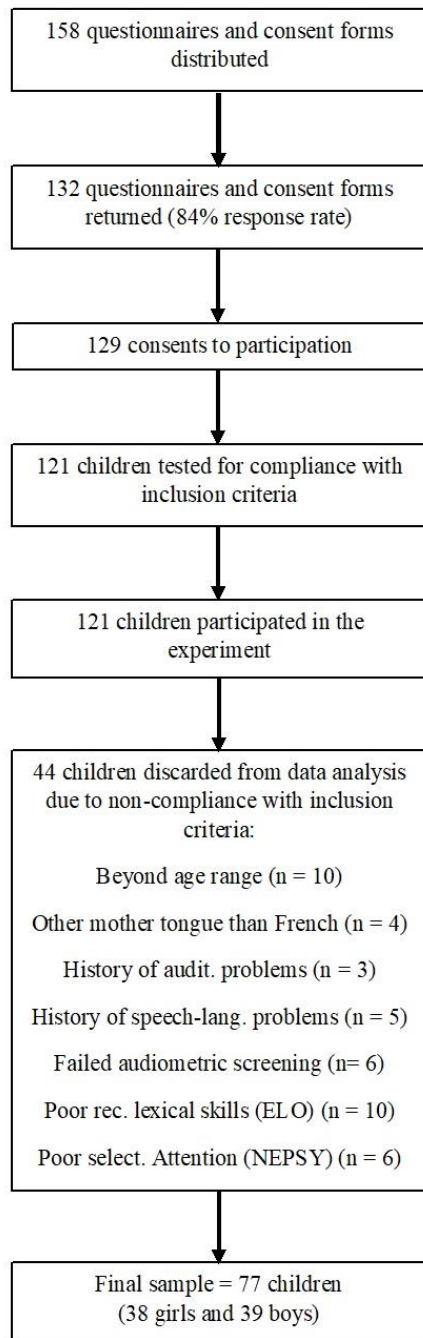 158 questionnaires and consent forms
distributed
132 questionnaires and consent forms
returned (84% response rate)
129 consents to participation
121 children tested for compliance with
inclusion criteria
121 children participated in the
experiment
44 children discarded from data analysis
due to non-compliance with inclusion
criteria:
Beyond age range (n = 10)
Other mother tongue than French (n = 4)
History of audit. problems (n = 3)
History of speech-lang. problems (n = 5)
Failed audiometric screening (n= 6)
Poor rec. lexical skills (ELO) (n = 10)
Poor select. Attention (NEPSY) (n = 6)
Final sample = 77 children
(38 girls and 39 boys)